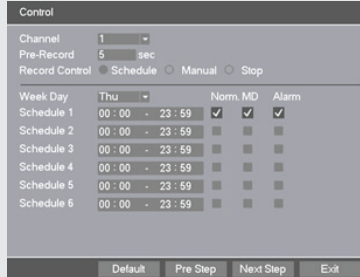 Control
Channel 1
Pre-Record 5 sec
Record Control Schedule Manual Stop
Week Day Thu Norm. MD Alarm
Schedule 1 00 : 00 - 23 : 59
Schedule 2 00 : 00 - 23 : 59
Schedule 3 00 : 00 - 23 : 59
Schedule 4 00 : 00 - 23 : 59
Schedule 5 00 : 00 - 23 : 59
Schedule 6 00 : 00 - 23 : 59
Default Pre Step Next Step Exit